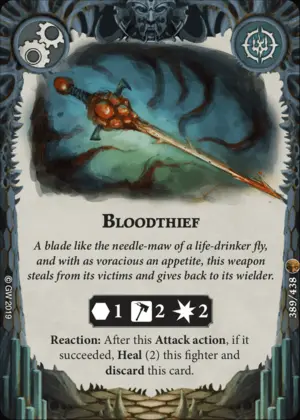 BLOODTHIEF
A blade like the needle-maw of a life-drinker fly,
and with as voracious an appetite, this weapon
steals from its victims and gives back to its wielder.
1 2 2
Reaction: After this Attack action, if it
succeeded, Heal (2) this fighter and
discard this card.
© GW 2019
389/438